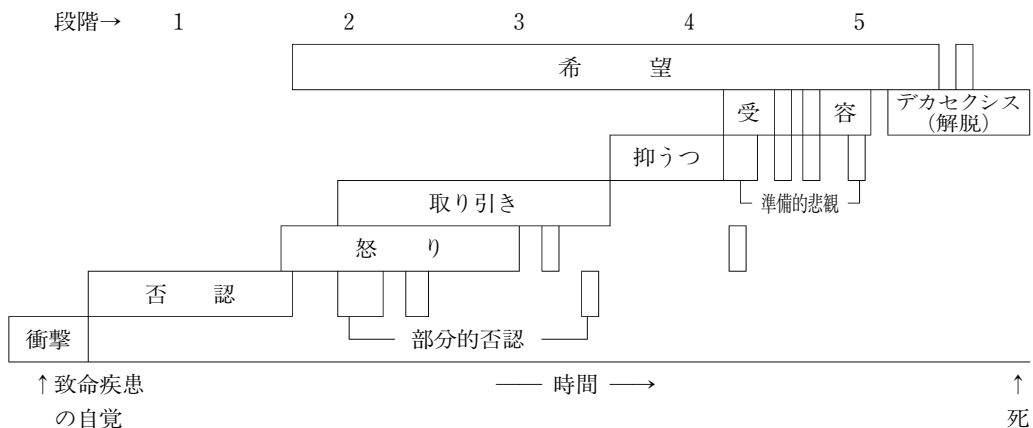 段階→ 1 2 3 4 5
希望
受容
デカセクシス
（解脱）
抑うつ
取り引き
準備的悲観
怒り
否認
部分的否認
衝撃
↑致命疾患
の自覚
── 時間 ─→
↑
死